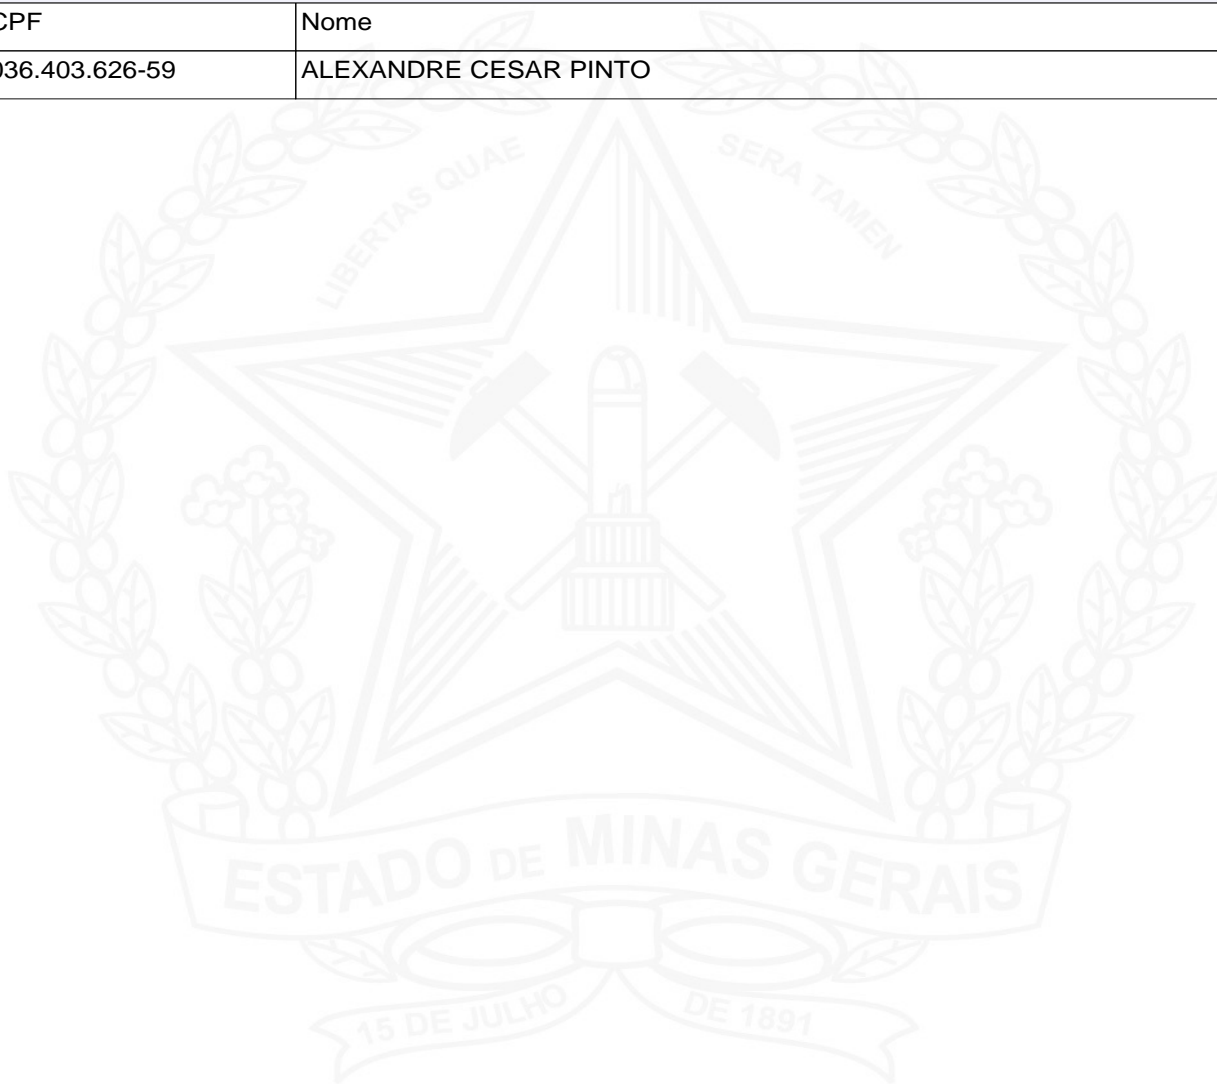 CPF Nome
036.403.626-59 ALEXANDRE CESAR PINTO
LIBERTAS QUAE SERA TAMEN
ESTADO DE MINAS GERAIS
15 DE JULHO DE 1891